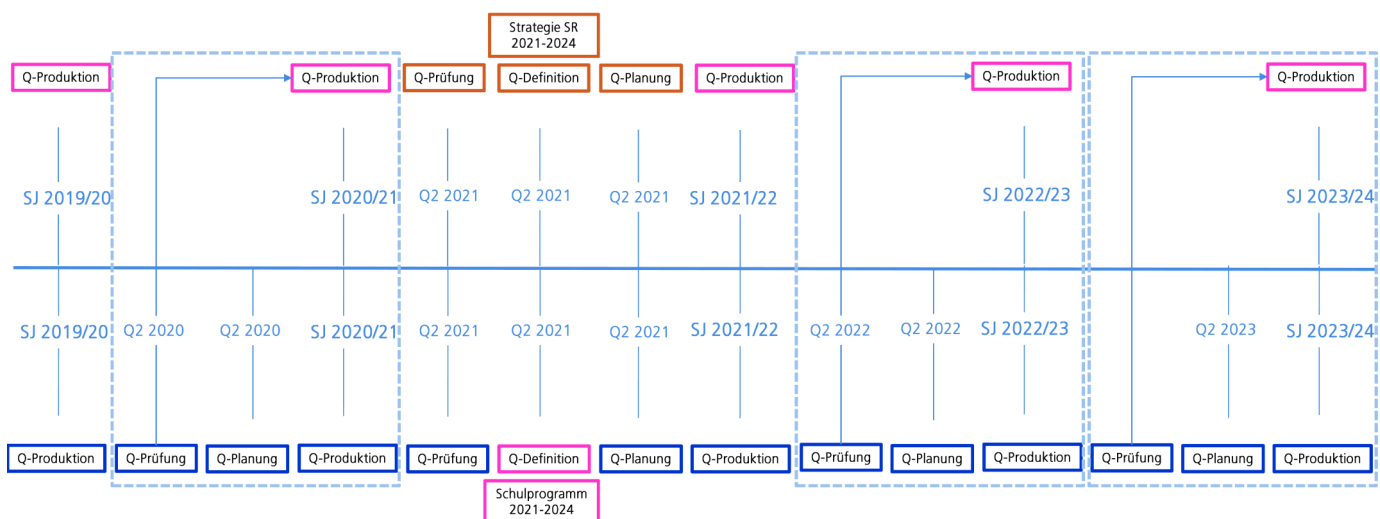 Strategie SR
2021-2024
Q-Produktion
Q-Produktion
Q-Prüfung
Q-Definition
Q-Planung
Q-Produktion
Q-Produktion
Q-Produktion
SJ 2019/20
SJ 2020/21
Q2 2021
Q2 2021
Q2 2021
SJ 2021/22
SJ 2022/23
SJ 2023/24
SJ 2019/20
Q2 2020
Q2 2020
SJ 2020/21
Q2 2021
Q2 2021
Q2 2021
SJ 2021/22
Q2 2022
Q2 2022
SJ 2022/23
Q2 2023
SJ 2023/24
Q-Produktion
Q-Prüfung
Q-Planung
Q-Produktion
Q-Prüfung
Q-Definition
Q-Planung
Q-Produktion
Q-Prüfung
Q-Planung
Q-Produktion
Q-Prüfung
Q-Planung
Q-Produktion
Schulprogramm
2021-2024